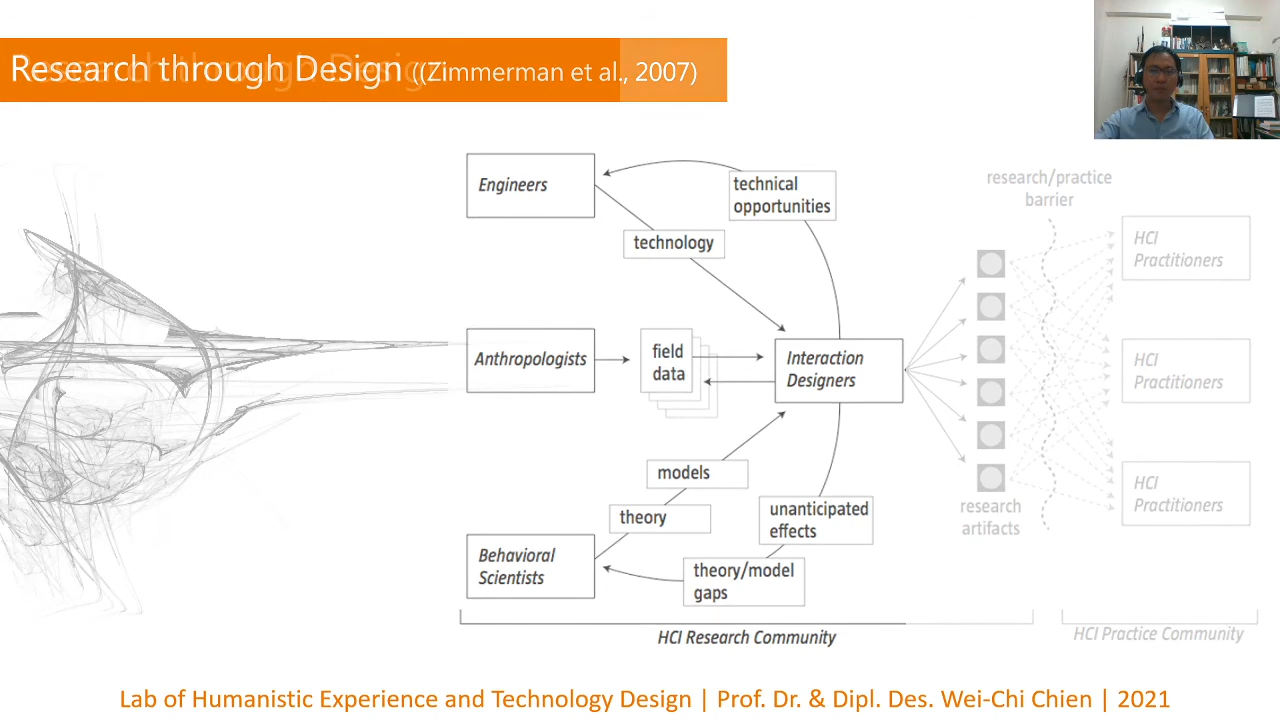 Research through Design ((Zimmerman et al., 2007)
Engineers
technical
opportunities
technology
research/practice
barrier
HCI
Practitioners
Anthropologists
field
data
Interaction
Designers
HCI
Practitioners
models
theory
unanticipated
effects
research
artifacts
HCI
Practitioners
Behavioral
Scientists
theory/model
gaps
HCI Research Community
HCI Practice Community
Lab of Humanistic Experience and Technology Design | Prof. Dr. & Dipl. Des. Wei-Chi Chien | 2021